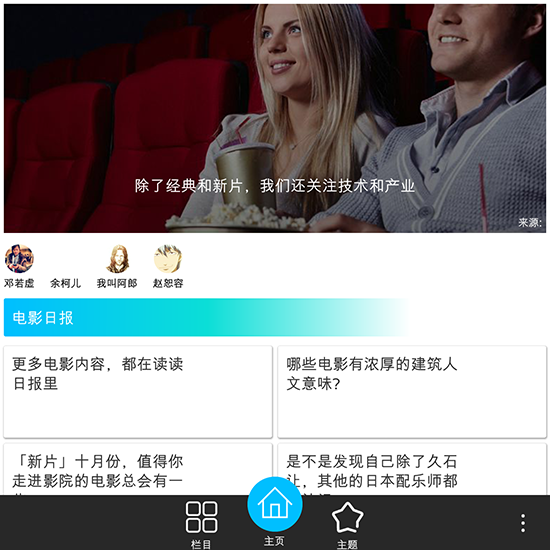 除了经典和新片，我们还关注技术和产业
来源:
邓若虚 余柯儿 我叫阿郎 赵恕容
电影日报
更多电影内容，都在读读
日报里
哪些电影有浓厚的建筑人
文意味？
「新片」十月份，值得你
走进影院的电影总会有一
是不是发现自己除了久石
让，其他的日本配乐师都
栏目 主页 主题